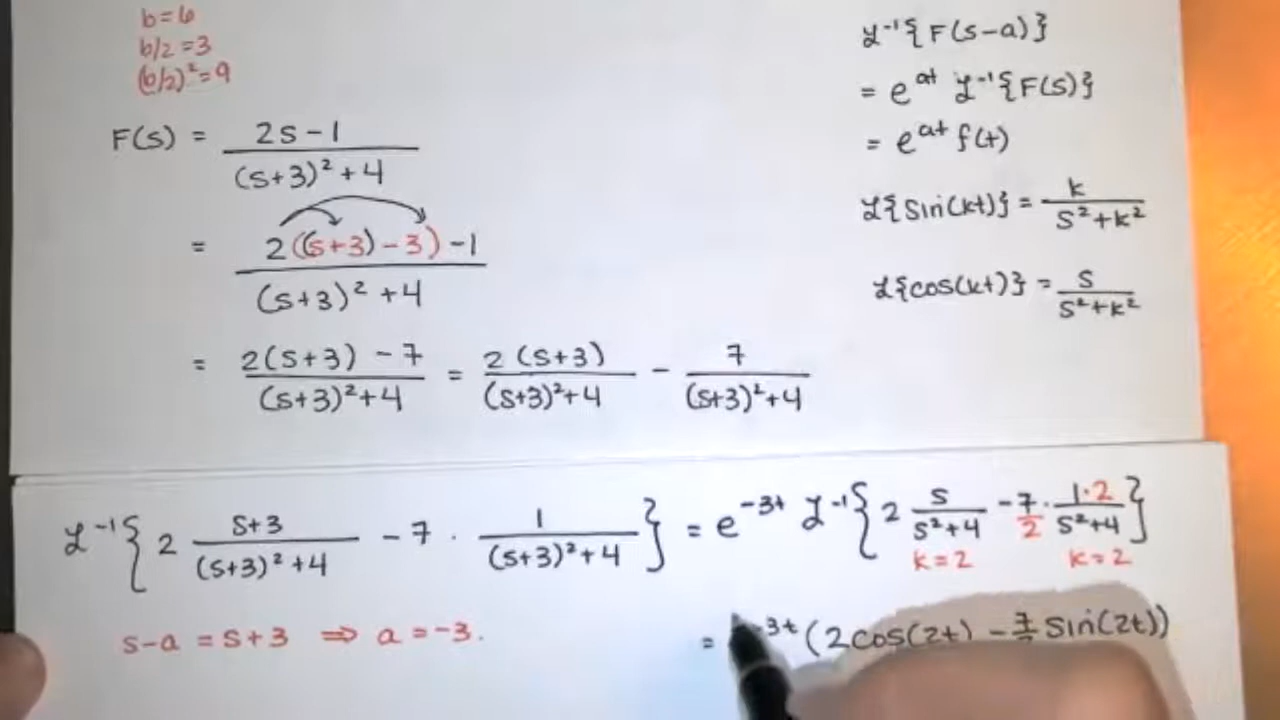 b=6
b/2=3
(b/2)²=9
F(s) = (2s-1)/((s+3)²+4)
= (2((s+3)-3)-1)/((s+3)²+4)
= (2(s+3)-7)/((s+3)²+4) = (2(s+3))/((s+3)²+4) - 7/((s+3)²+4)
ℒ⁻¹{F(s-a)}
= e^(at) ℒ⁻¹{F(s)}
= e^(at) f(t)
ℒ{sin(kt)} = k/(s²+k²)
ℒ{cos(kt)} = s/(s²+k²)
ℒ⁻¹{2 (s+3)/((s+3)²+4) - 7 · 1/((s+3)²+4)} = e^(-3t) ℒ⁻¹{2 s/(s²+4) - 7/2 · (1·2)/(s²+4)}
k=2 k=2
s-a = s+3 ⇒ a = -3.
= -3t (2cos(2t) - 7/ sin(2t))